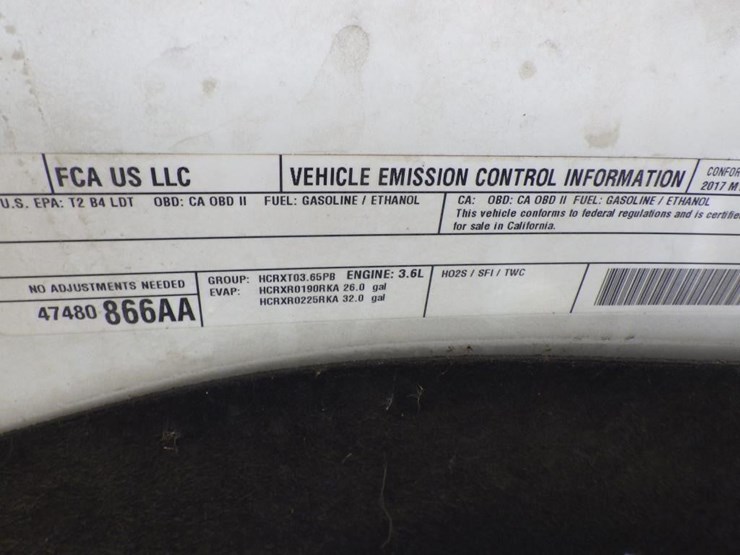 FCA US LLC
VEHICLE EMISSION CONTROL INFORMATION
CONFOR
2017 M
U.S. EPA: T2 B4 LDT OBD: CA OBD II FUEL: GASOLINE / ETHANOL
CA: OBD: CA OBD II FUEL: GASOLINE / ETHANOL
This vehicle conforms to federal regulations and is certifie
for sale in California.
NO ADJUSTMENTS NEEDED
47480 866AA
GROUP: HCRXT03.65PB ENGINE: 3.6L
EVAP: HCRXR0190RKA 26.0 gal
HCRXR0225RKA 32.0 gal
HO2S / SFI / TWC